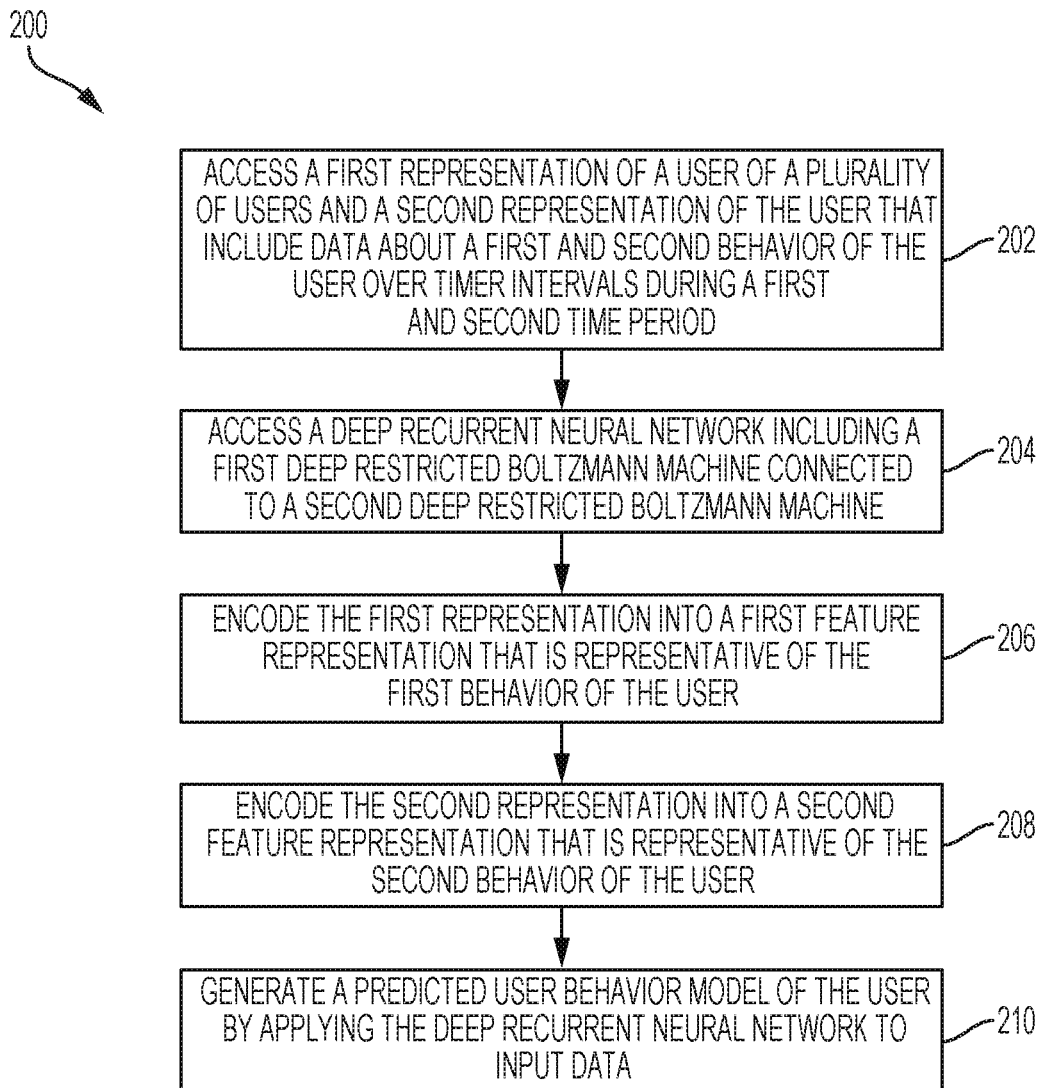 200
ACCESS A FIRST REPRESENTATION OF A USER OF A PLURALITY
OF USERS AND A SECOND REPRESENTATION OF THE USER THAT
INCLUDE DATA ABOUT A FIRST AND SECOND BEHAVIOR OF THE
USER OVER TIMER INTERVALS DURING A FIRST
AND SECOND TIME PERIOD
202
ACCESS A DEEP RECURRENT NEURAL NETWORK INCLUDING A
FIRST DEEP RESTRICTED BOLTZMANN MACHINE CONNECTED
TO A SECOND DEEP RESTRICTED BOLTZMANN MACHINE
204
ENCODE THE FIRST REPRESENTATION INTO A FIRST FEATURE
REPRESENTATION THAT IS REPRESENTATIVE OF THE
FIRST BEHAVIOR OF THE USER
206
ENCODE THE SECOND REPRESENTATION INTO A SECOND
FEATURE REPRESENTATION THAT IS REPRESENTATIVE OF THE
SECOND BEHAVIOR OF THE USER
208
GENERATE A PREDICTED USER BEHAVIOR MODEL OF THE USER
BY APPLYING THE DEEP RECURRENT NEURAL NETWORK TO
INPUT DATA
210